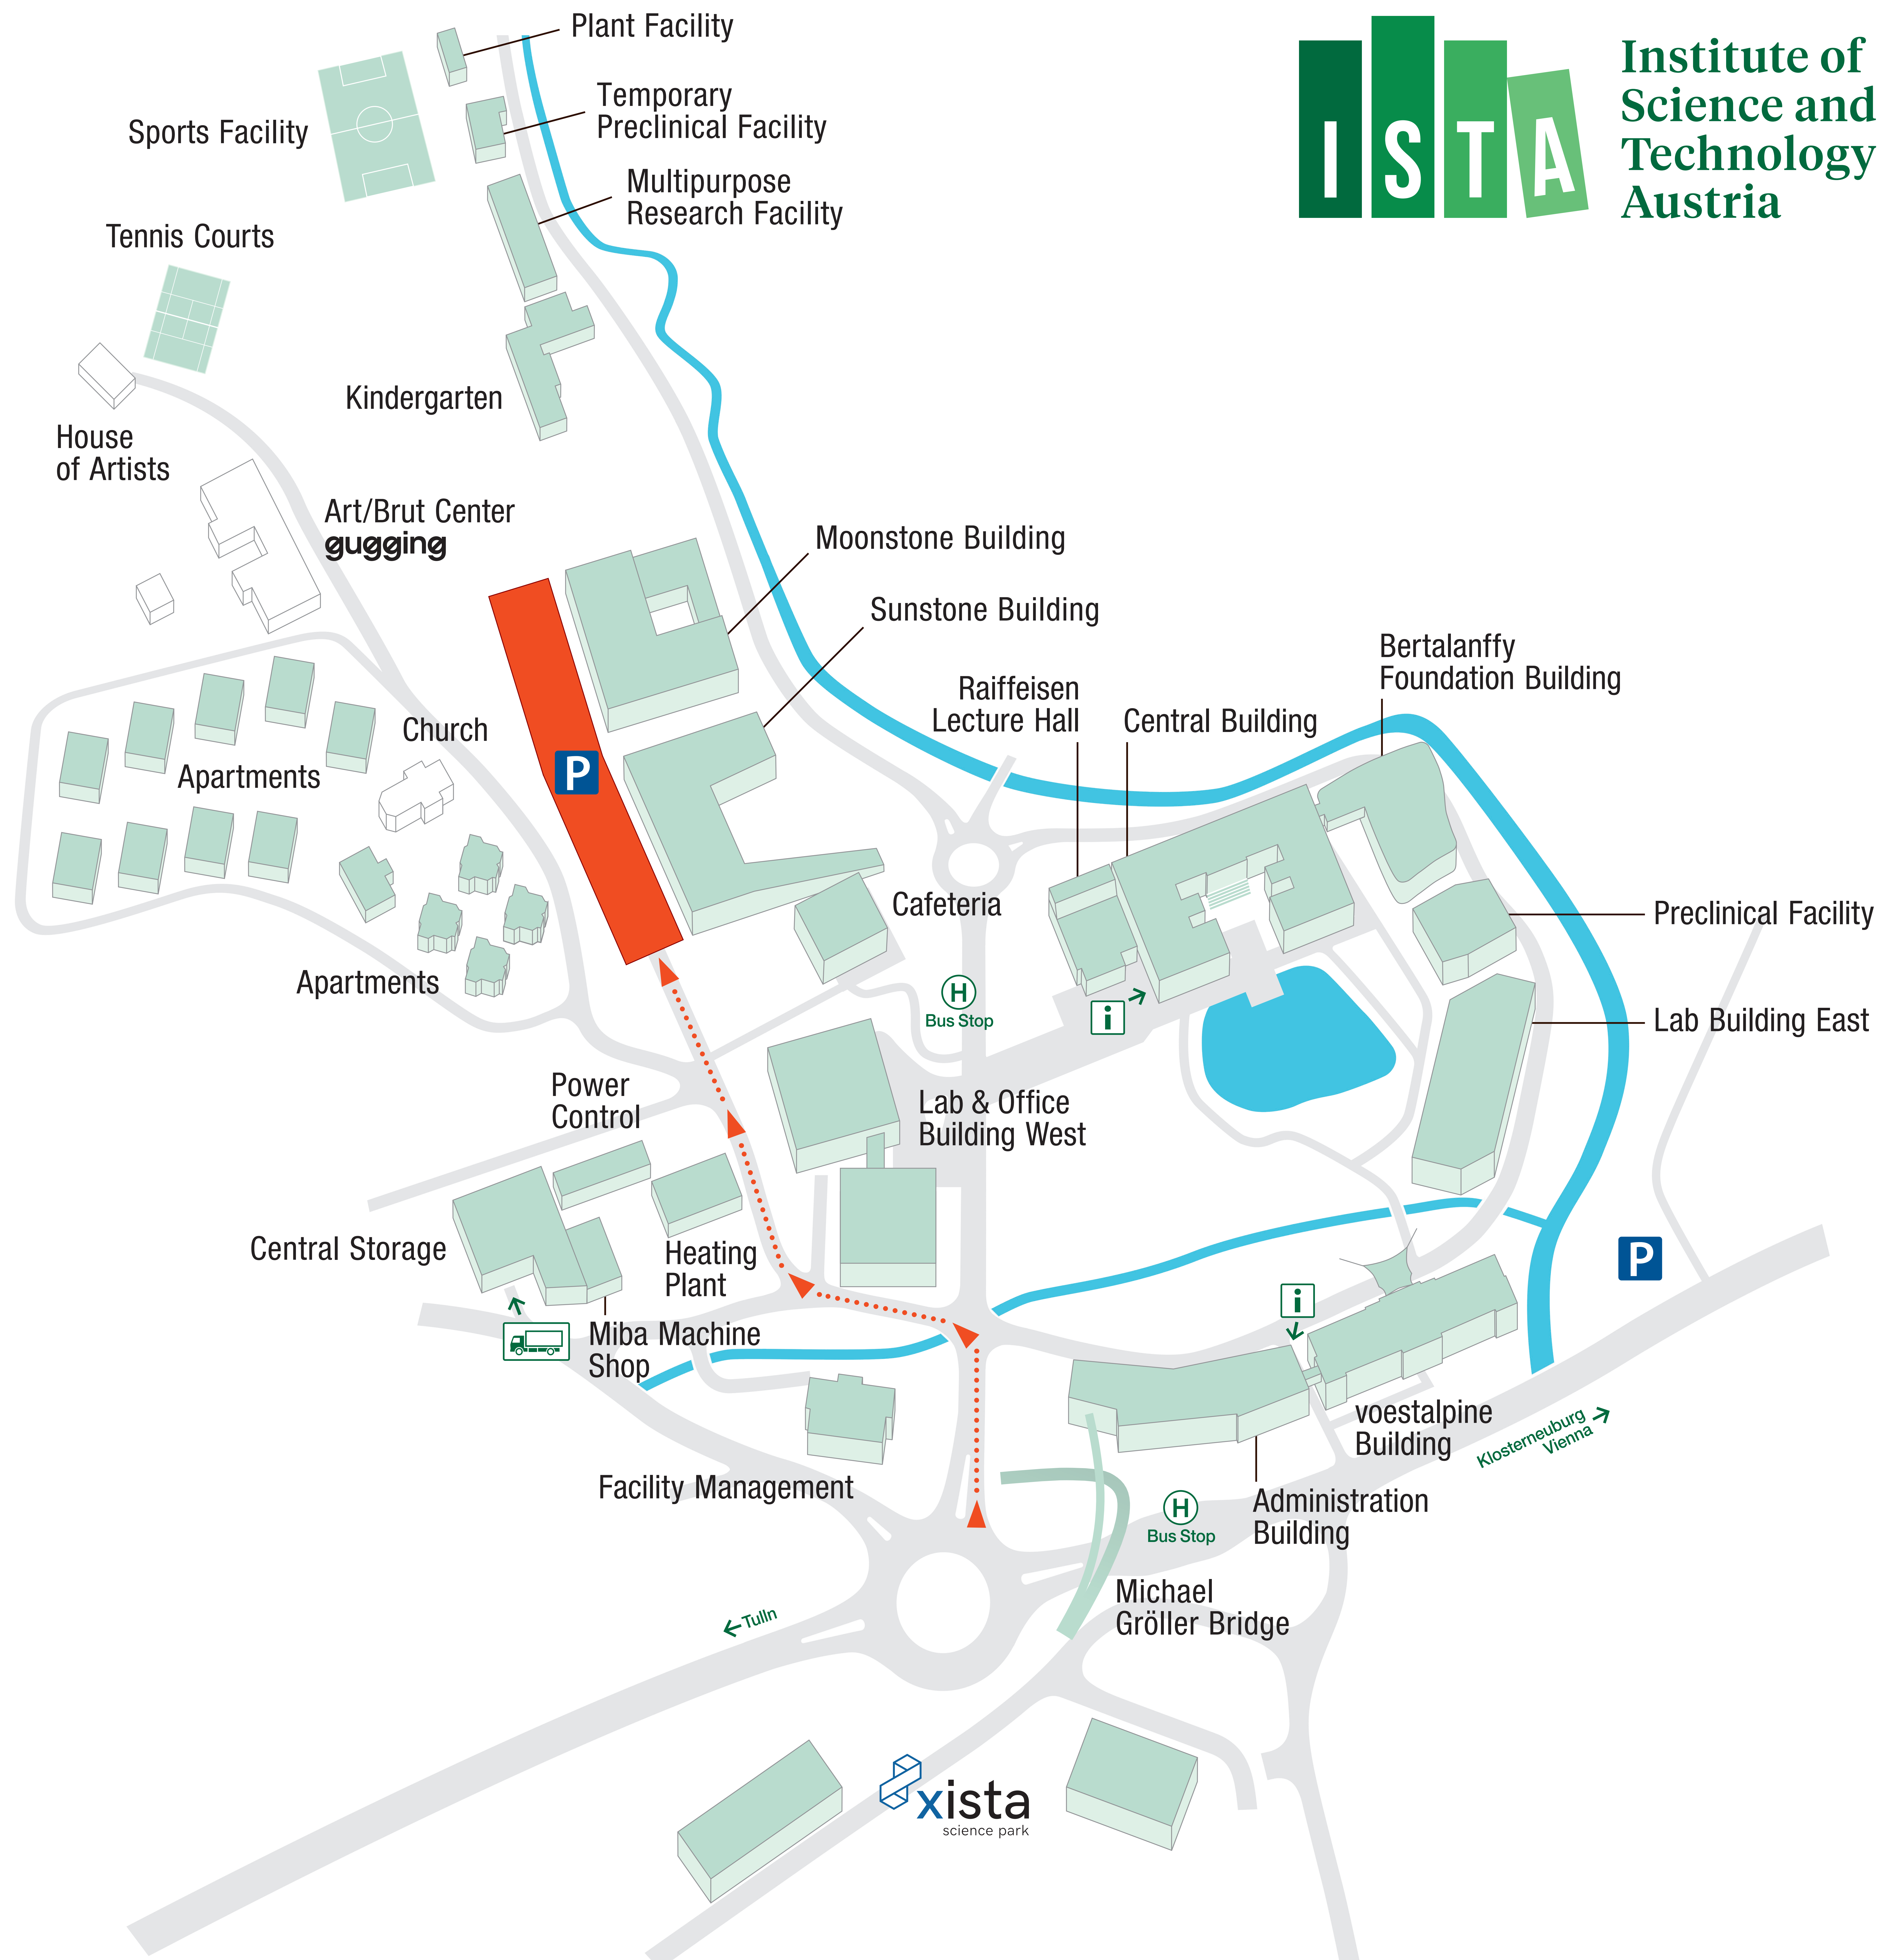 Plant Facility
Temporary
Preclinical Facility
Sports Facility
Multipurpose
Research Facility
Tennis Courts
ISTA
Institute of
Science and
Technology
Austria
Kindergarten
House
of Artists
Art/Brut Center
gugging
Moonstone Building
Sunstone Building
Bertalanffy
Foundation Building
Raiffeisen
Lecture Hall
Central Building
Church
Apartments
P
Cafeteria
Preclinical Facility
Apartments
H
Bus Stop
i
Lab Building East
Power
Control
Lab & Office
Building West
Central Storage
Heating
Plant
P
i
Miba Machine
Shop
voestalpine
Building
Klosterneuburg
Vienna
Facility Management
H
Bus Stop
Administration
Building
Michael
Gröller Bridge
Tulln
xista
science park